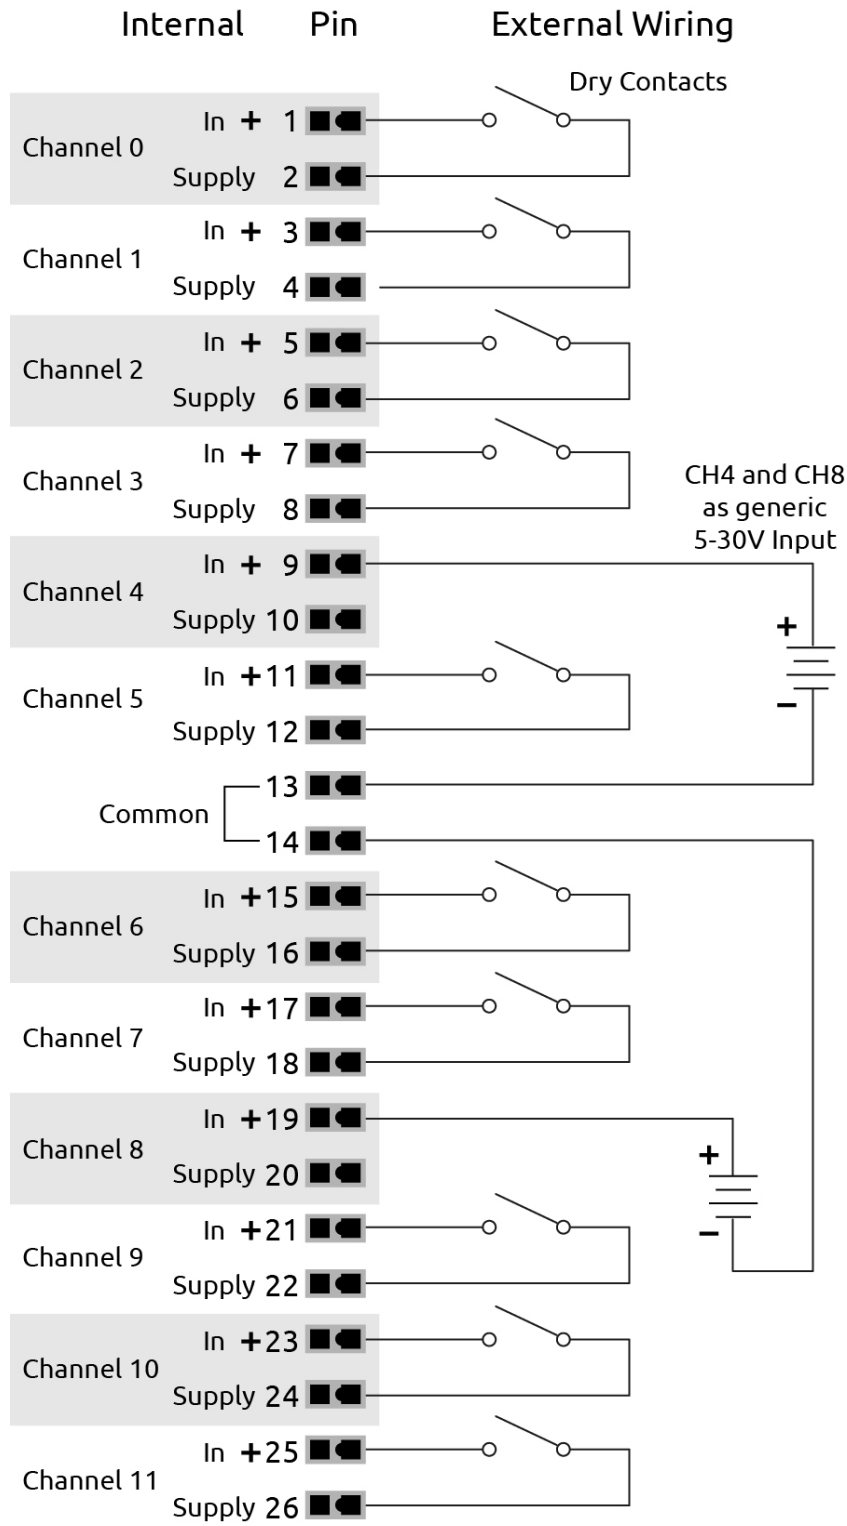 Internal Pin External Wiring
Dry Contacts
Channel 0
In + 1
Supply 2
Channel 1
In + 3
Supply 4
Channel 2
In + 5
Supply 6
Channel 3
In + 7
Supply 8
CH4 and CH8
as generic
5-30V Input
Channel 4
In + 9
Supply 10
+
−
Channel 5
In +11
Supply 12
Common
13
14
Channel 6
In +15
Supply 16
Channel 7
In +17
Supply 18
Channel 8
In +19
Supply 20
+
−
Channel 9
In +21
Supply 22
Channel 10
In +23
Supply 24
Channel 11
In +25
Supply 26